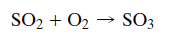 SO₂ + O₂ → SO₃